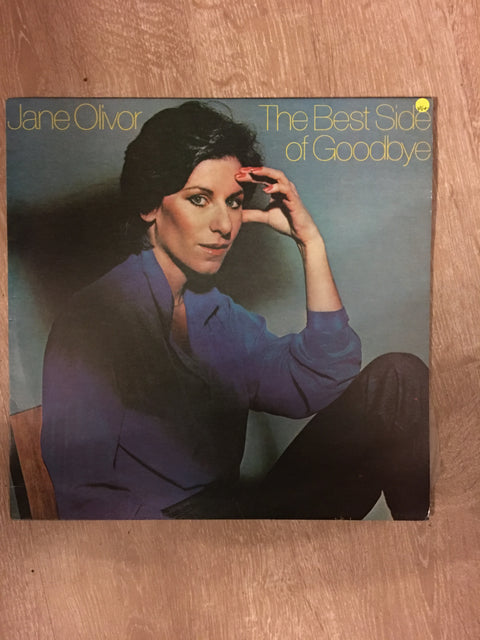 Jane Olivor
The Best Side
of Goodbye